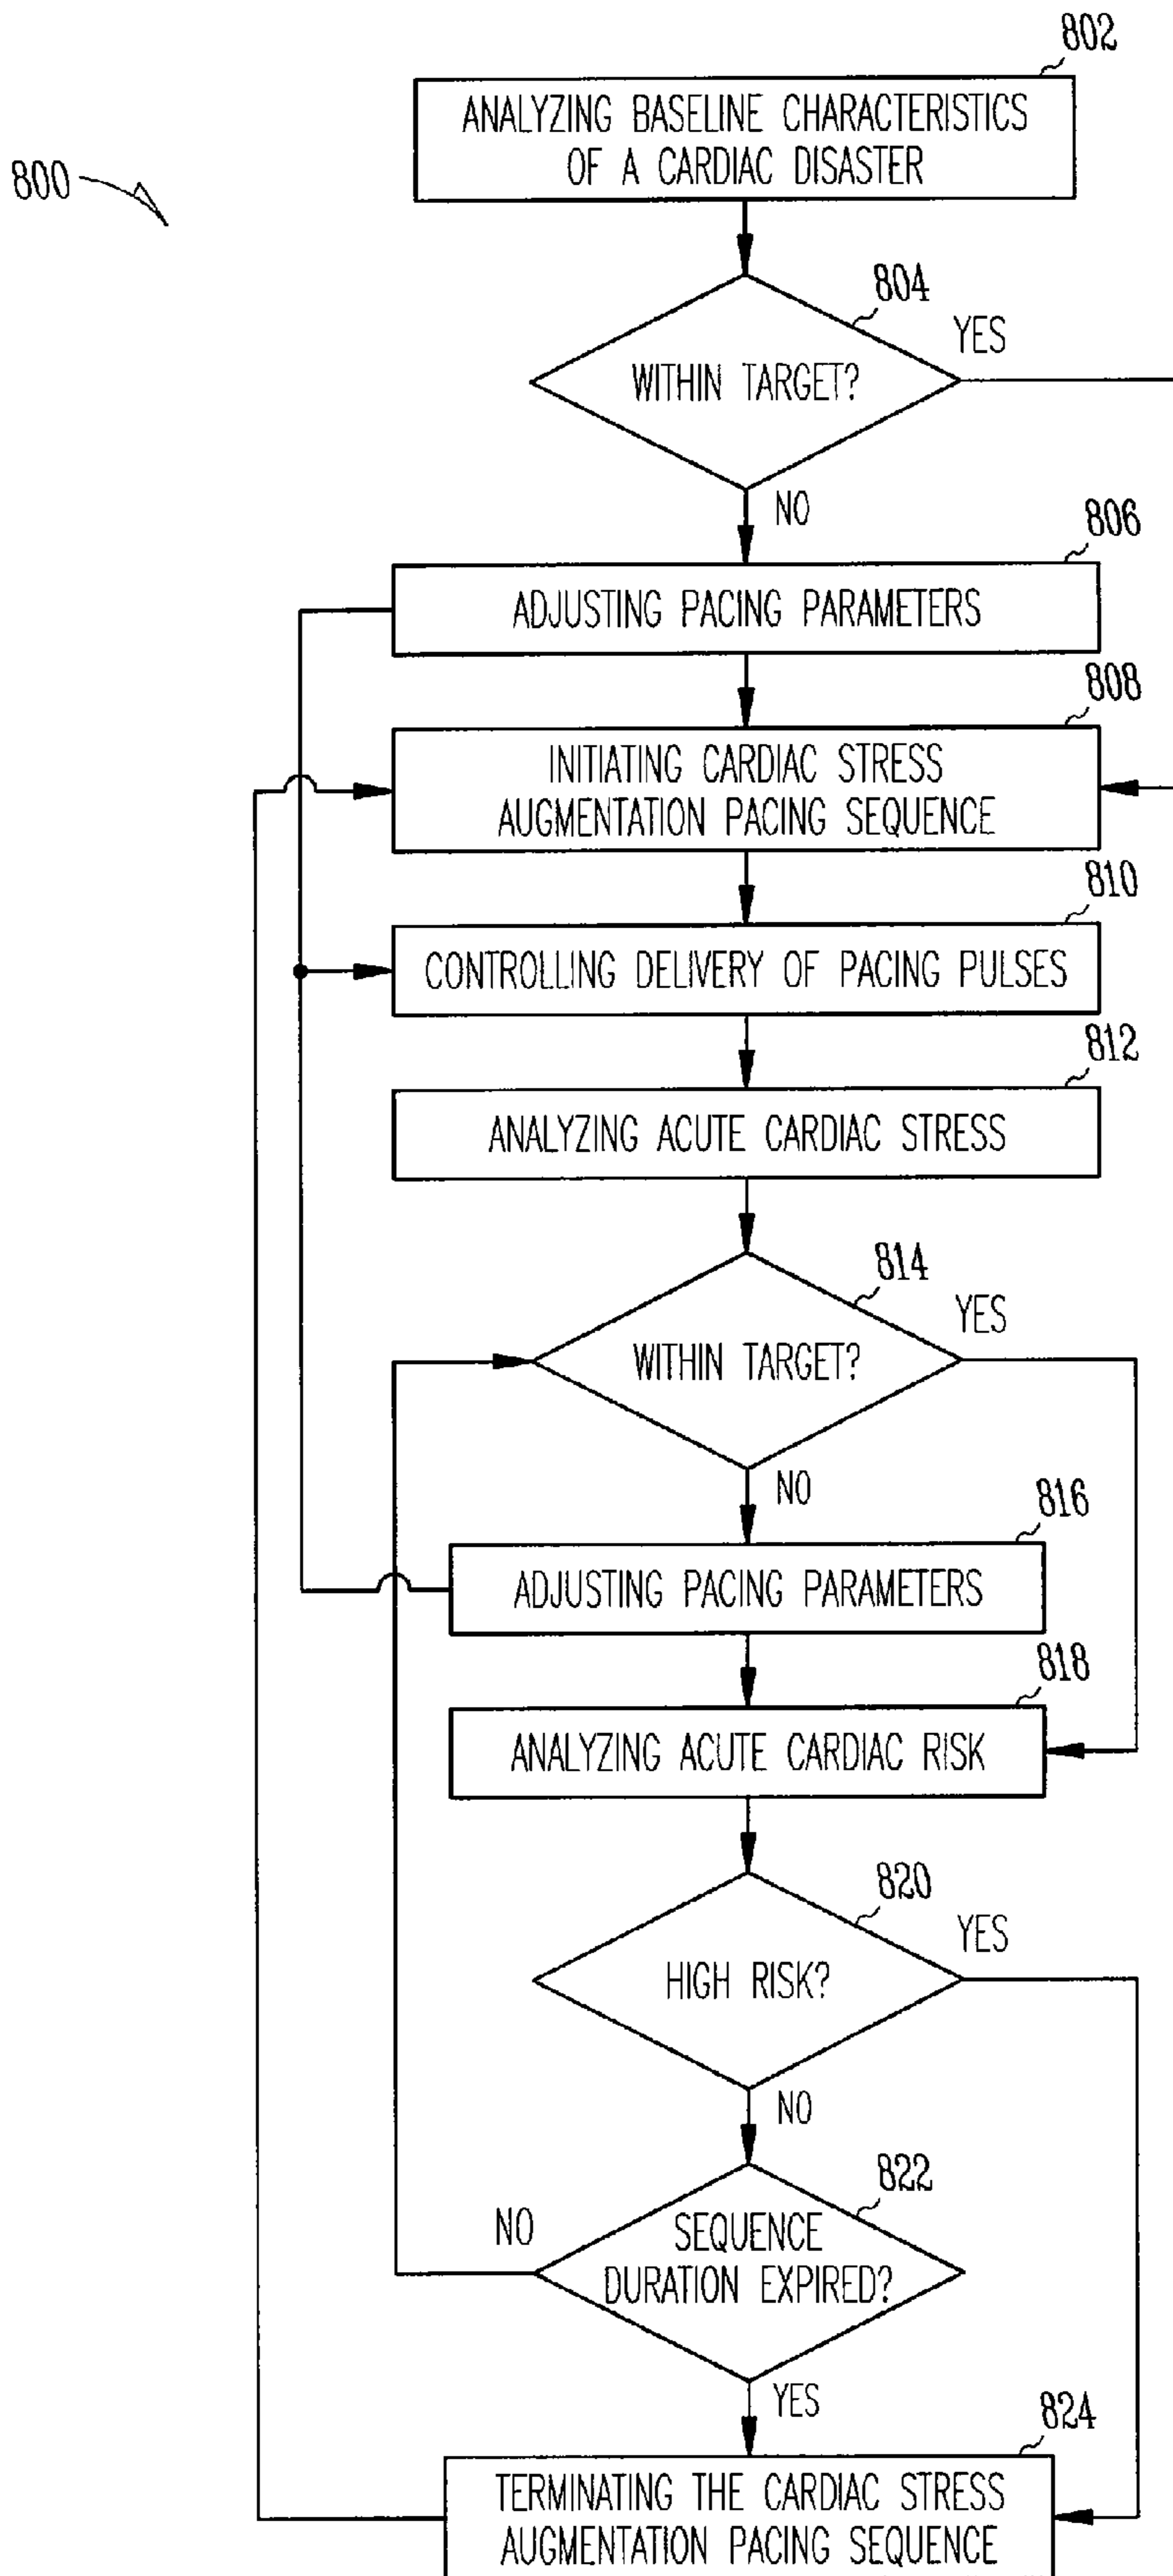 802
ANALYZING BASELINE CHARACTERISTICS
OF A CARDIAC DISASTER
800
804
YES
WITHIN TARGET?
NO
806
ADJUSTING PACING PARAMETERS
808
INITIATING CARDIAC STRESS
AUGMENTATION PACING SEQUENCE
810
CONTROLLING DELIVERY OF PACING PULSES
812
ANALYZING ACUTE CARDIAC STRESS
814
YES
WITHIN TARGET?
NO
816
ADJUSTING PACING PARAMETERS
818
ANALYZING ACUTE CARDIAC RISK
820
YES
HIGH RISK?
NO
822
NO
SEQUENCE
DURATION EXPIRED?
YES
824
TERMINATING THE CARDIAC STRESS
AUGMENTATION PACING SEQUENCE